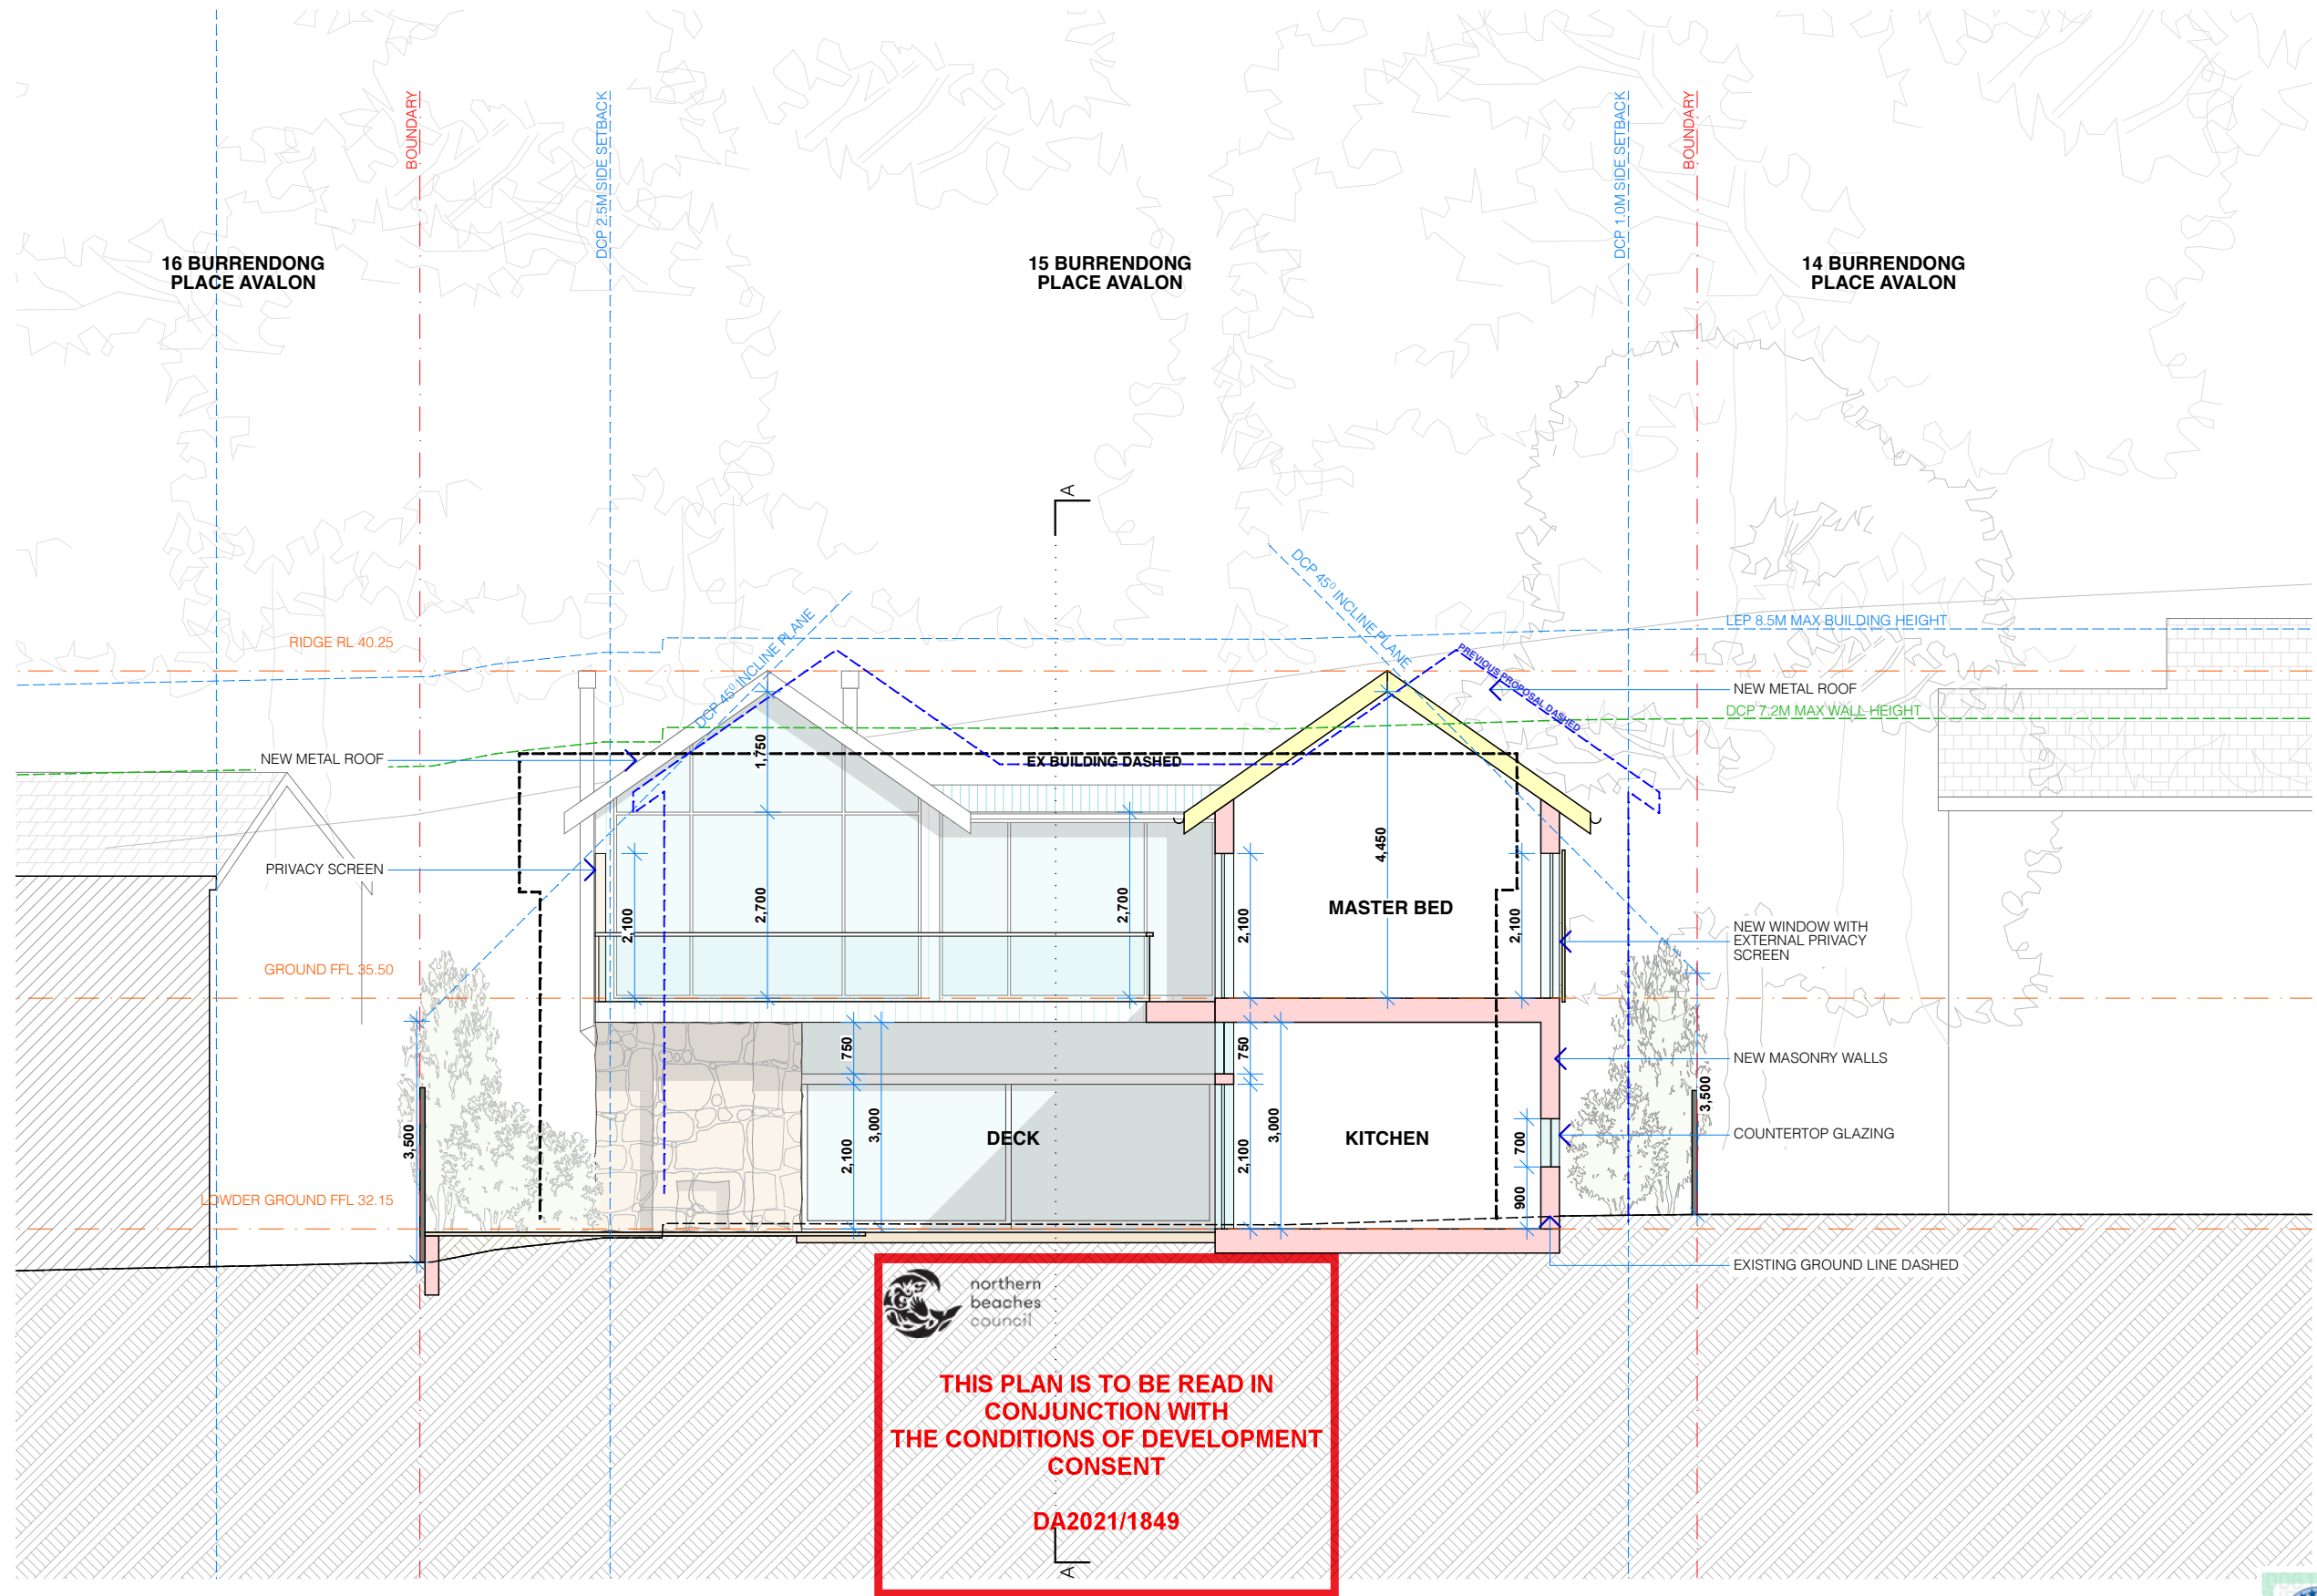 BOUNDARY
DCP 2.5M SIDE SETBACK
DCP 1.0M SIDE SETBACK
BOUNDARY
16 BURRENDONG
PLACE AVALON
15 BURRENDONG
PLACE AVALON
14 BURRENDONG
PLACE AVALON
A
DCP 45⁰ INCLINE PLANE
DCP 45⁰ INCLINE PLANE
RIDGE RL 40.25
LEP 8.5M MAX BUILDING HEIGHT
PREVIOUS PROPOSAL DASHED
NEW METAL ROOF
DCP 7.2M MAX WALL HEIGHT
NEW METAL ROOF
EX BUILDING DASHED
1,750
4,450
PRIVACY SCREEN
2,100
2,700
2,700
2,100
MASTER BED
2,100
NEW WINDOW WITH
EXTERNAL PRIVACY
SCREEN
GROUND FFL 35.50
750
750
NEW MASONRY WALLS
3,500
3,500
2,100
3,000
DECK
2,100
3,000
KITCHEN
700
COUNTERTOP GLAZING
LOWDER GROUND FFL 32.15
900
EXISTING GROUND LINE DASHED
northern
beaches
council
THIS PLAN IS TO BE READ IN
CONJUNCTION WITH
THE CONDITIONS OF DEVELOPMENT
CONSENT
DA2021/1849
A